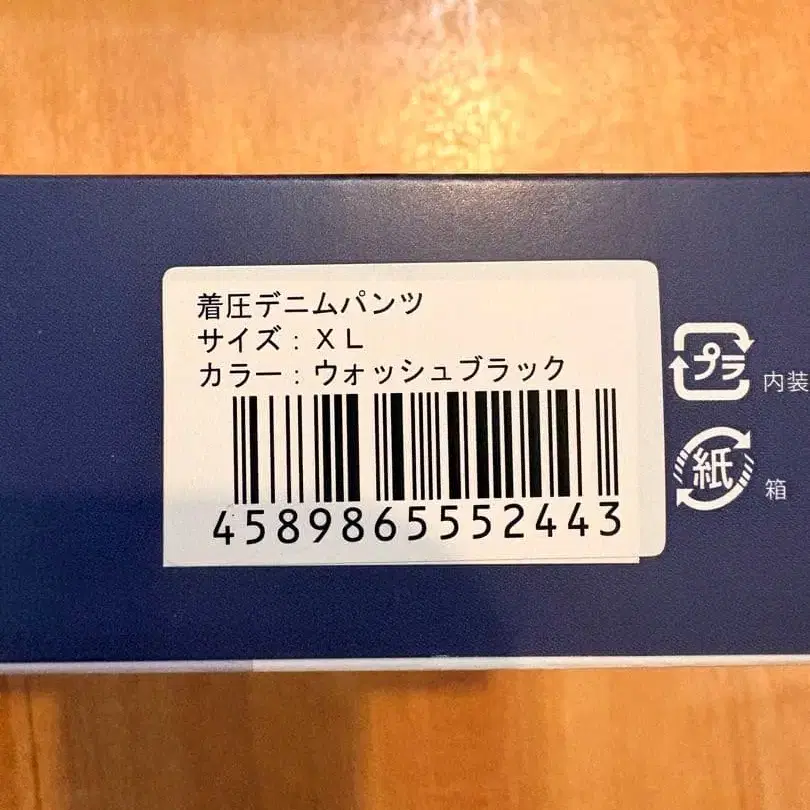 着圧デニムパンツ
サイズ：ＸＬ
カラー：ウォッシュブラック
4589865552443
プラ
内装
紙
箱